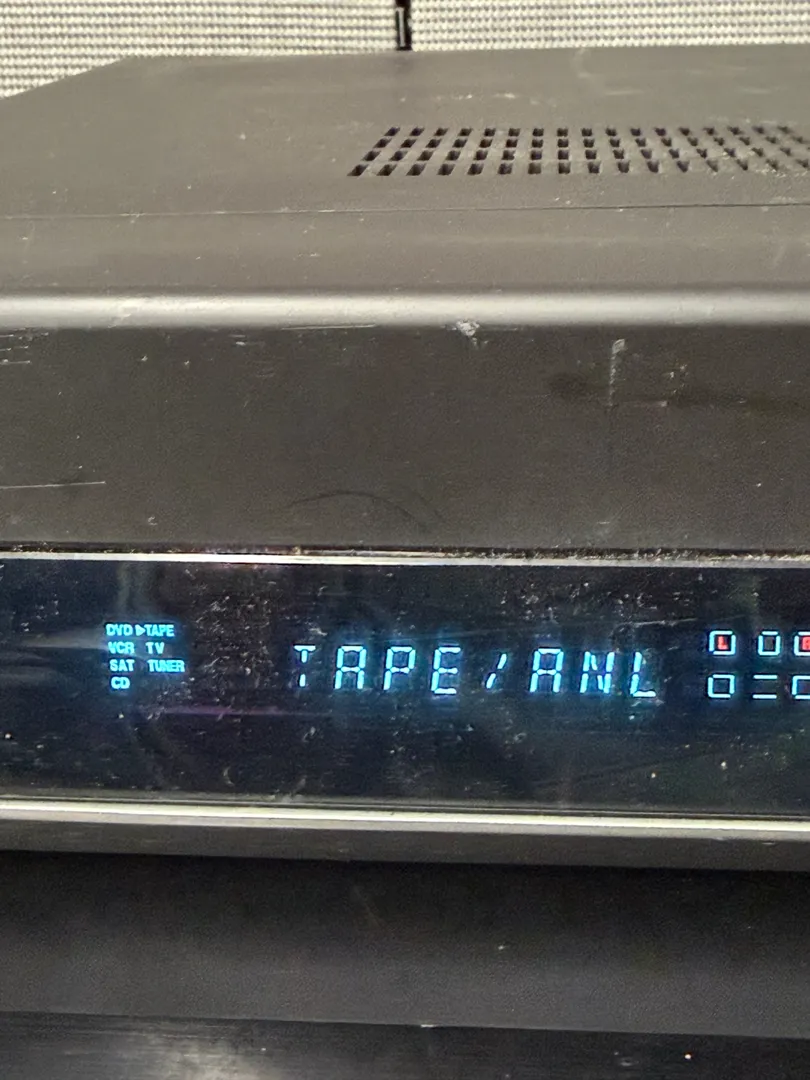 DVD ▷TAPE
VCR TV
SAT TUNER
CD
TAPE/ANL
L